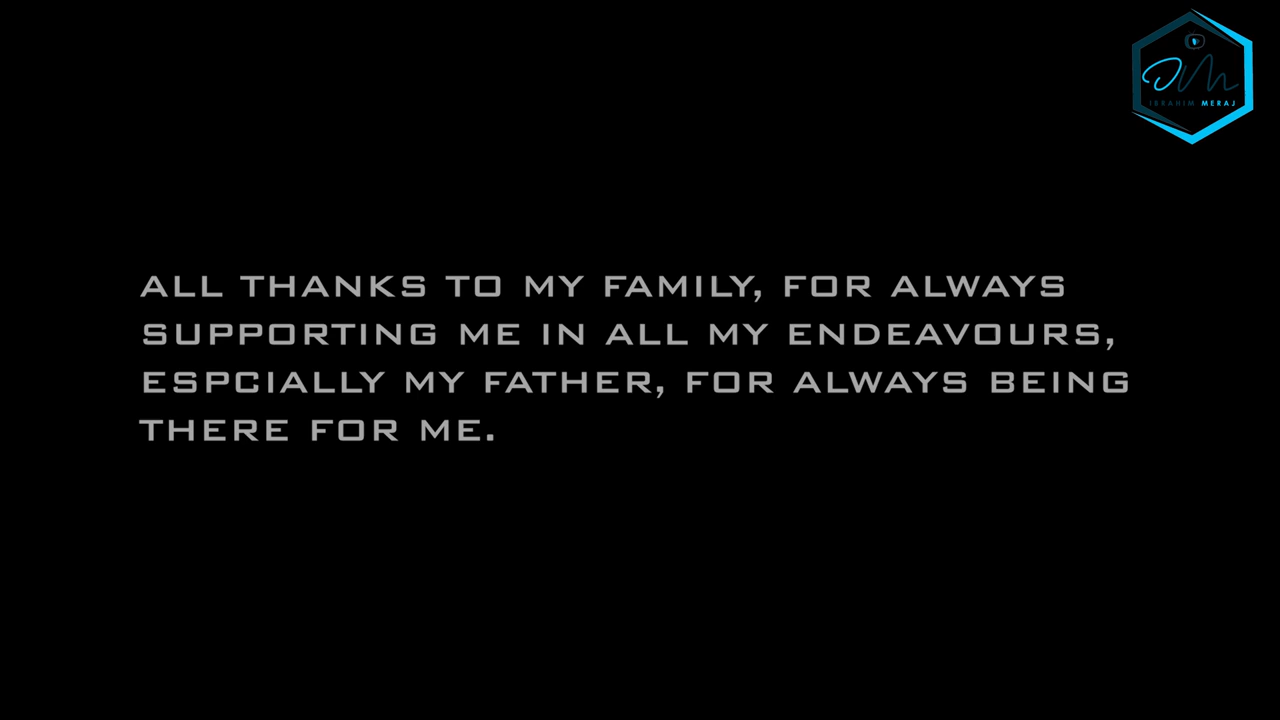 IBRAHIM MERAJ
ALL THANKS TO MY FAMILY, FOR ALWAYS
SUPPORTING ME IN ALL MY ENDEAVOURS,
ESPCIALLY MY FATHER, FOR ALWAYS BEING
THERE FOR ME.